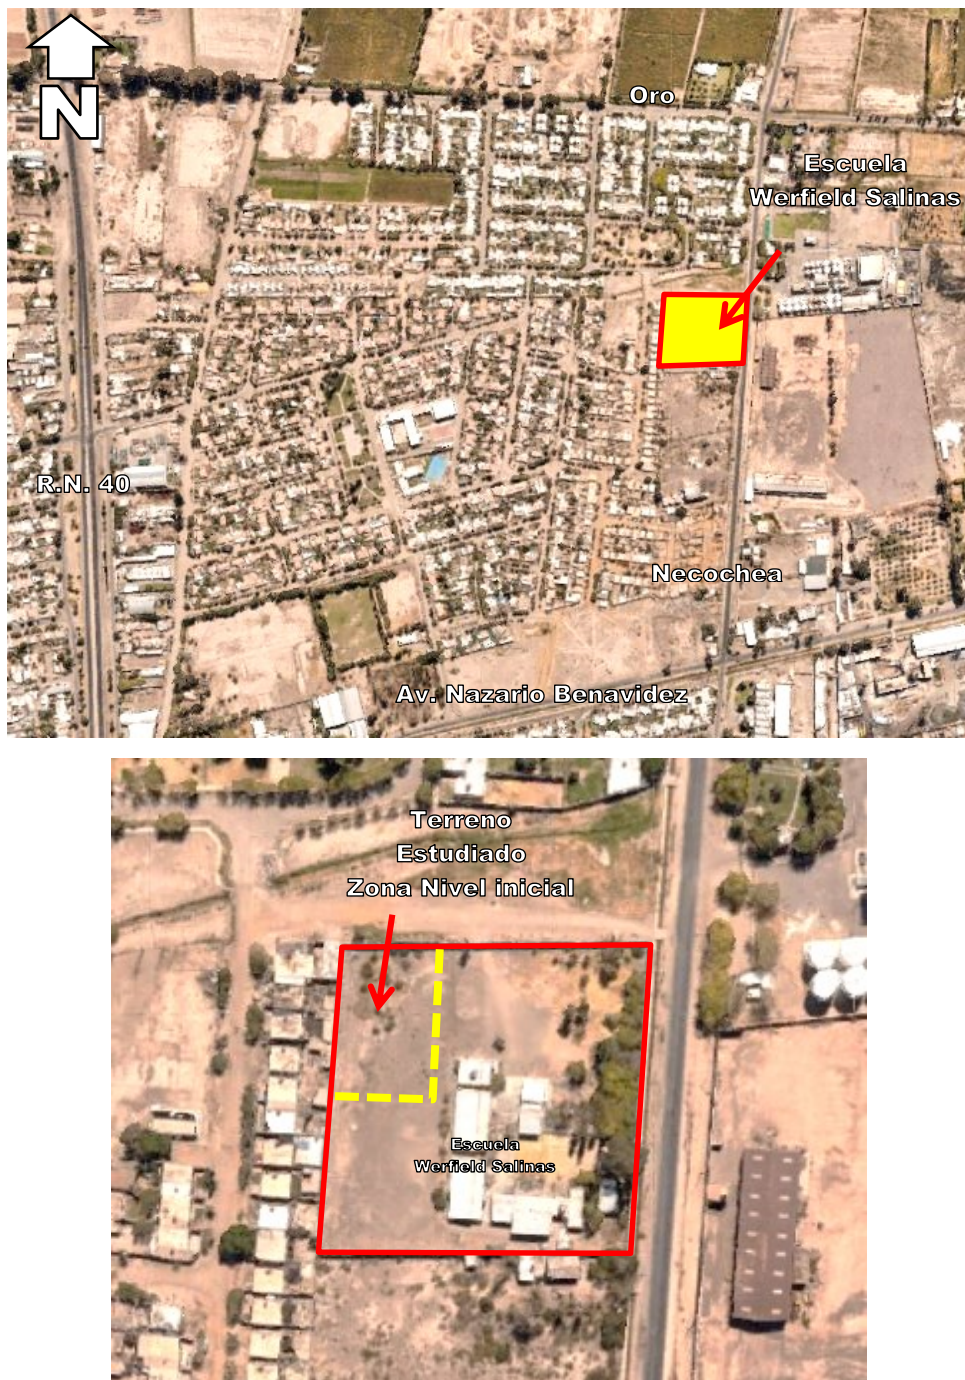 N
Oro
Escuela
Werfield Salinas
R.N. 40
Necochea
Av. Nazario Benavidez
Terreno
Estudiado
Zona Nivel inicial
Escuela
Werfield Salinas